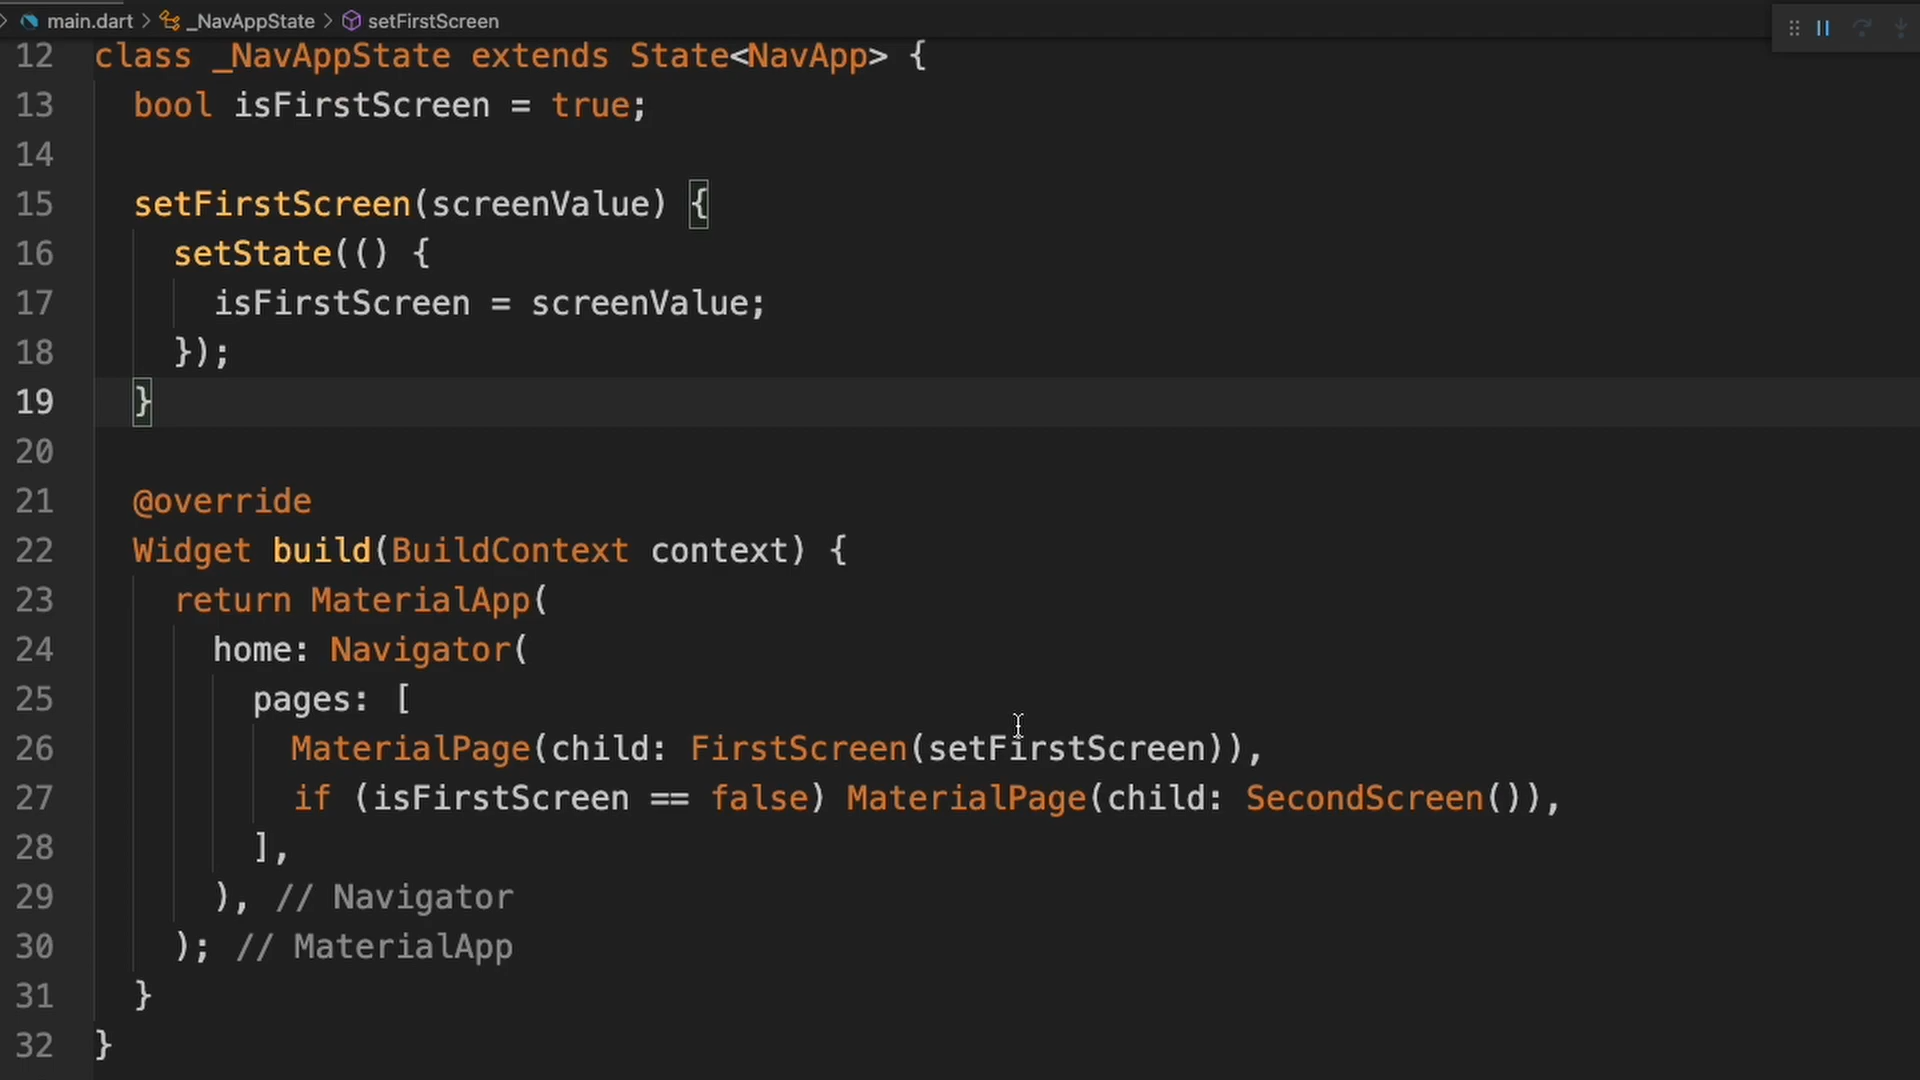 main.dart > _NavAppState > setFirstScreen
12 class _NavAppState extends State<NavApp> {
13 bool isFirstScreen = true;
14
15 setFirstScreen(screenValue) {
16 setState(() {
17 isFirstScreen = screenValue;
18 });
19 }
20
21 @override
22 Widget build(BuildContext context) {
23 return MaterialApp(
24 home: Navigator(
25 pages: [
26 MaterialPage(child: FirstScreen(setFirstScreen)),
27 if (isFirstScreen == false) MaterialPage(child: SecondScreen()),
28 ],
29 ), // Navigator
30 ); // MaterialApp
31 }
32 }